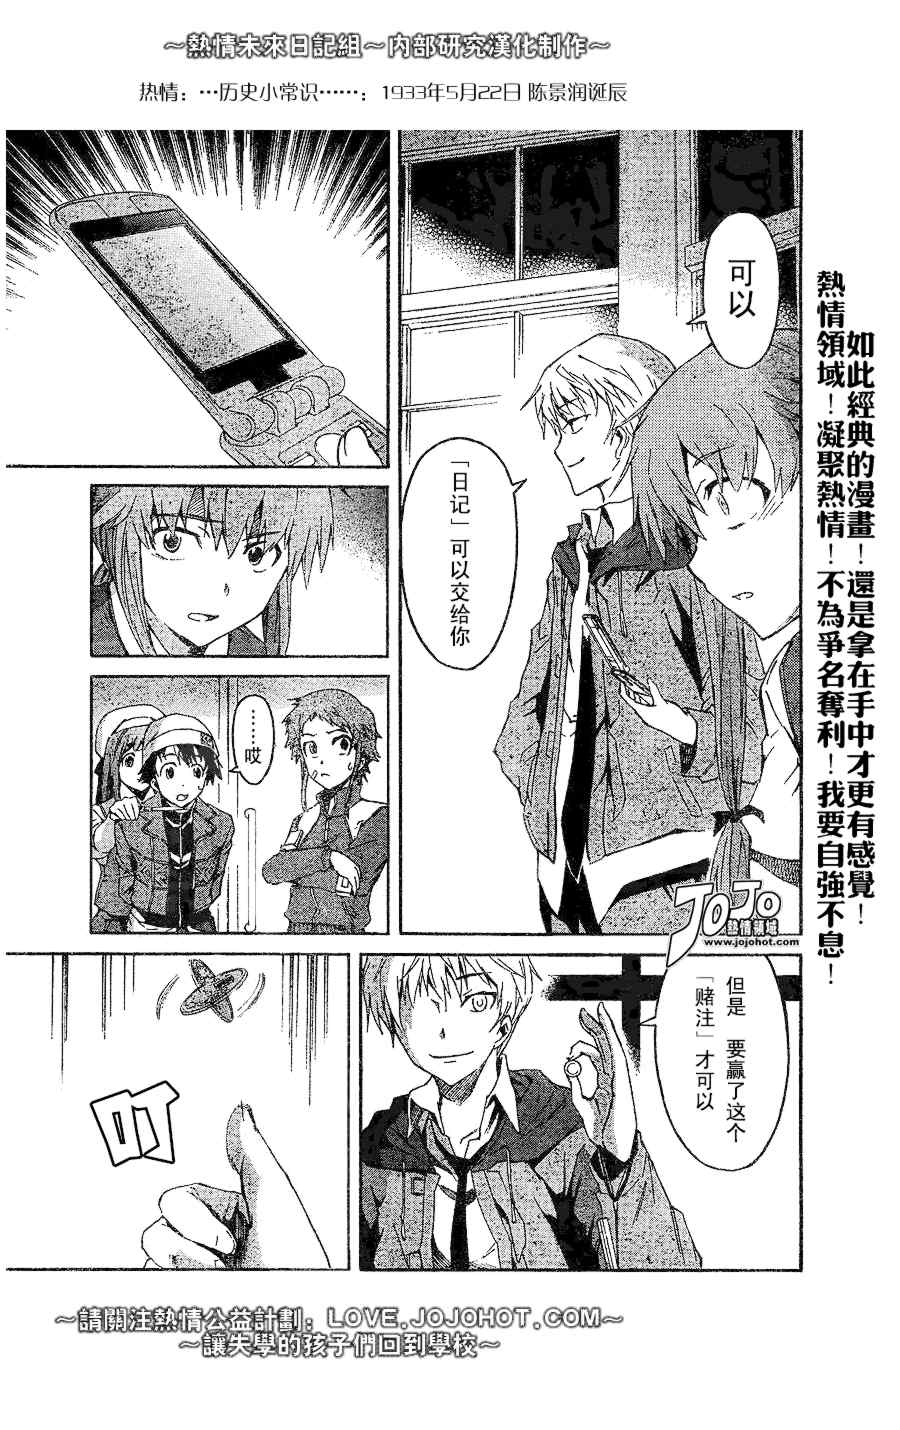 ～熱情未來日記組～內部研究漢化制作～
热情：…历史小常识……：1933年5月22日 陈景润诞辰
可以
「日记」可以交给你
……
哎
如此經典的漫畫！還是拿在手中才更有感覺！
熱情領域！凝聚熱情！不為爭名奪利！我要自強不息！
JOJO
熱情領域
www.jojohot.com
但是 要赢了这个
「赌注」才可以
叮
～請關注熱情公益計劃：LOVE.JOJOHOT.COM～
～讓失學的孩子們回到學校～